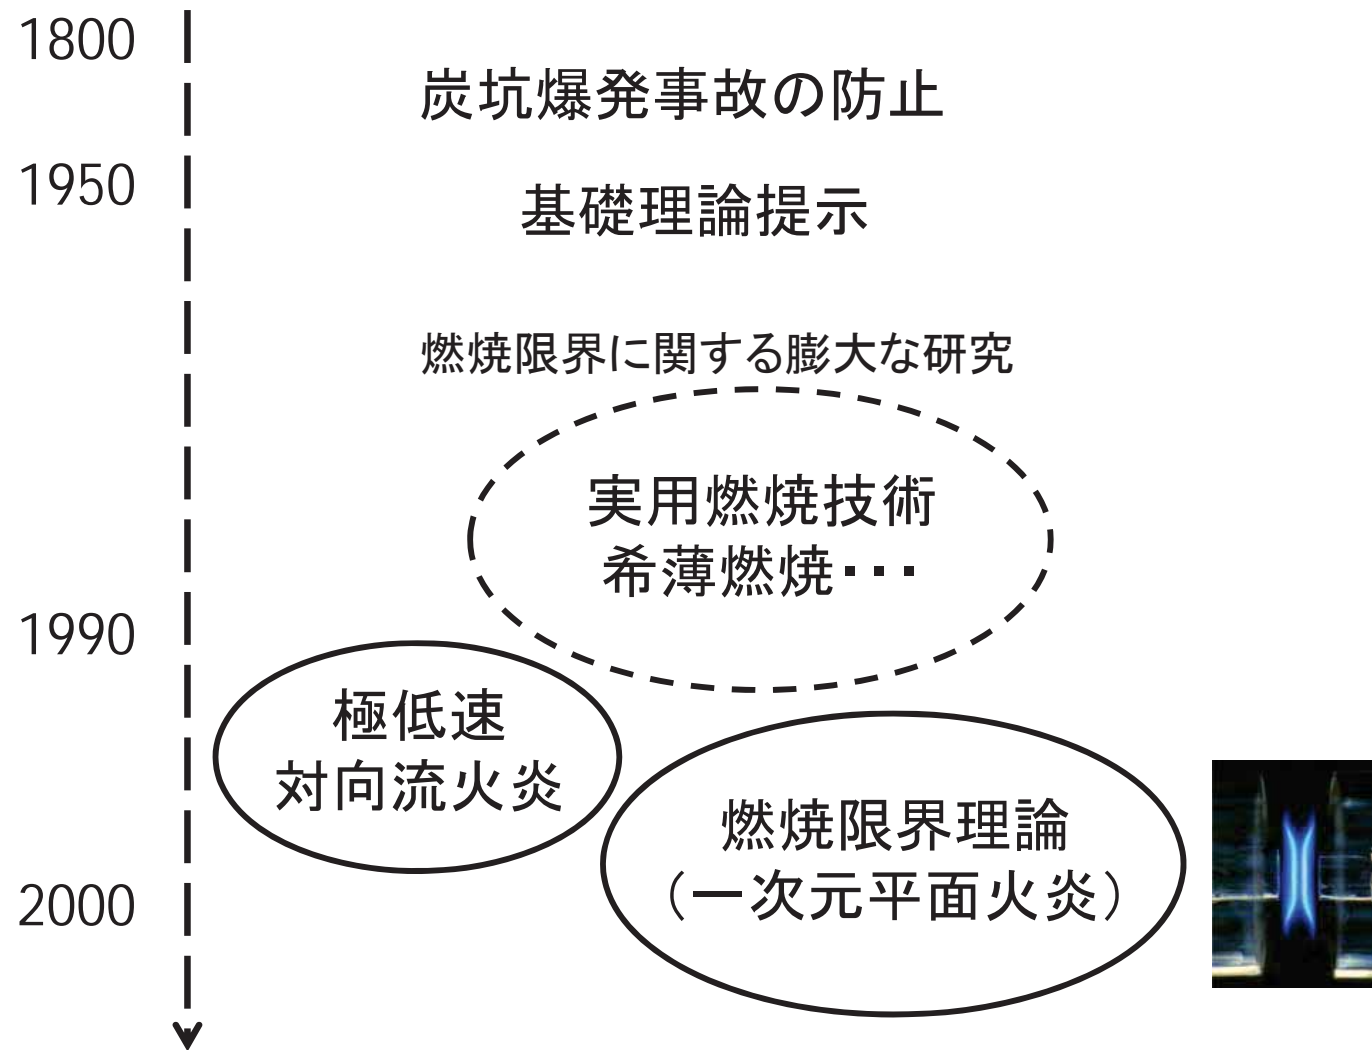 1800
炭坑爆発事故の防止
1950
基礎理論提示
燃焼限界に関する膨大な研究
実用燃焼技術
希薄燃焼･･･
1990
極低速
対向流火炎
燃焼限界理論
（一次元平面火炎）
2000